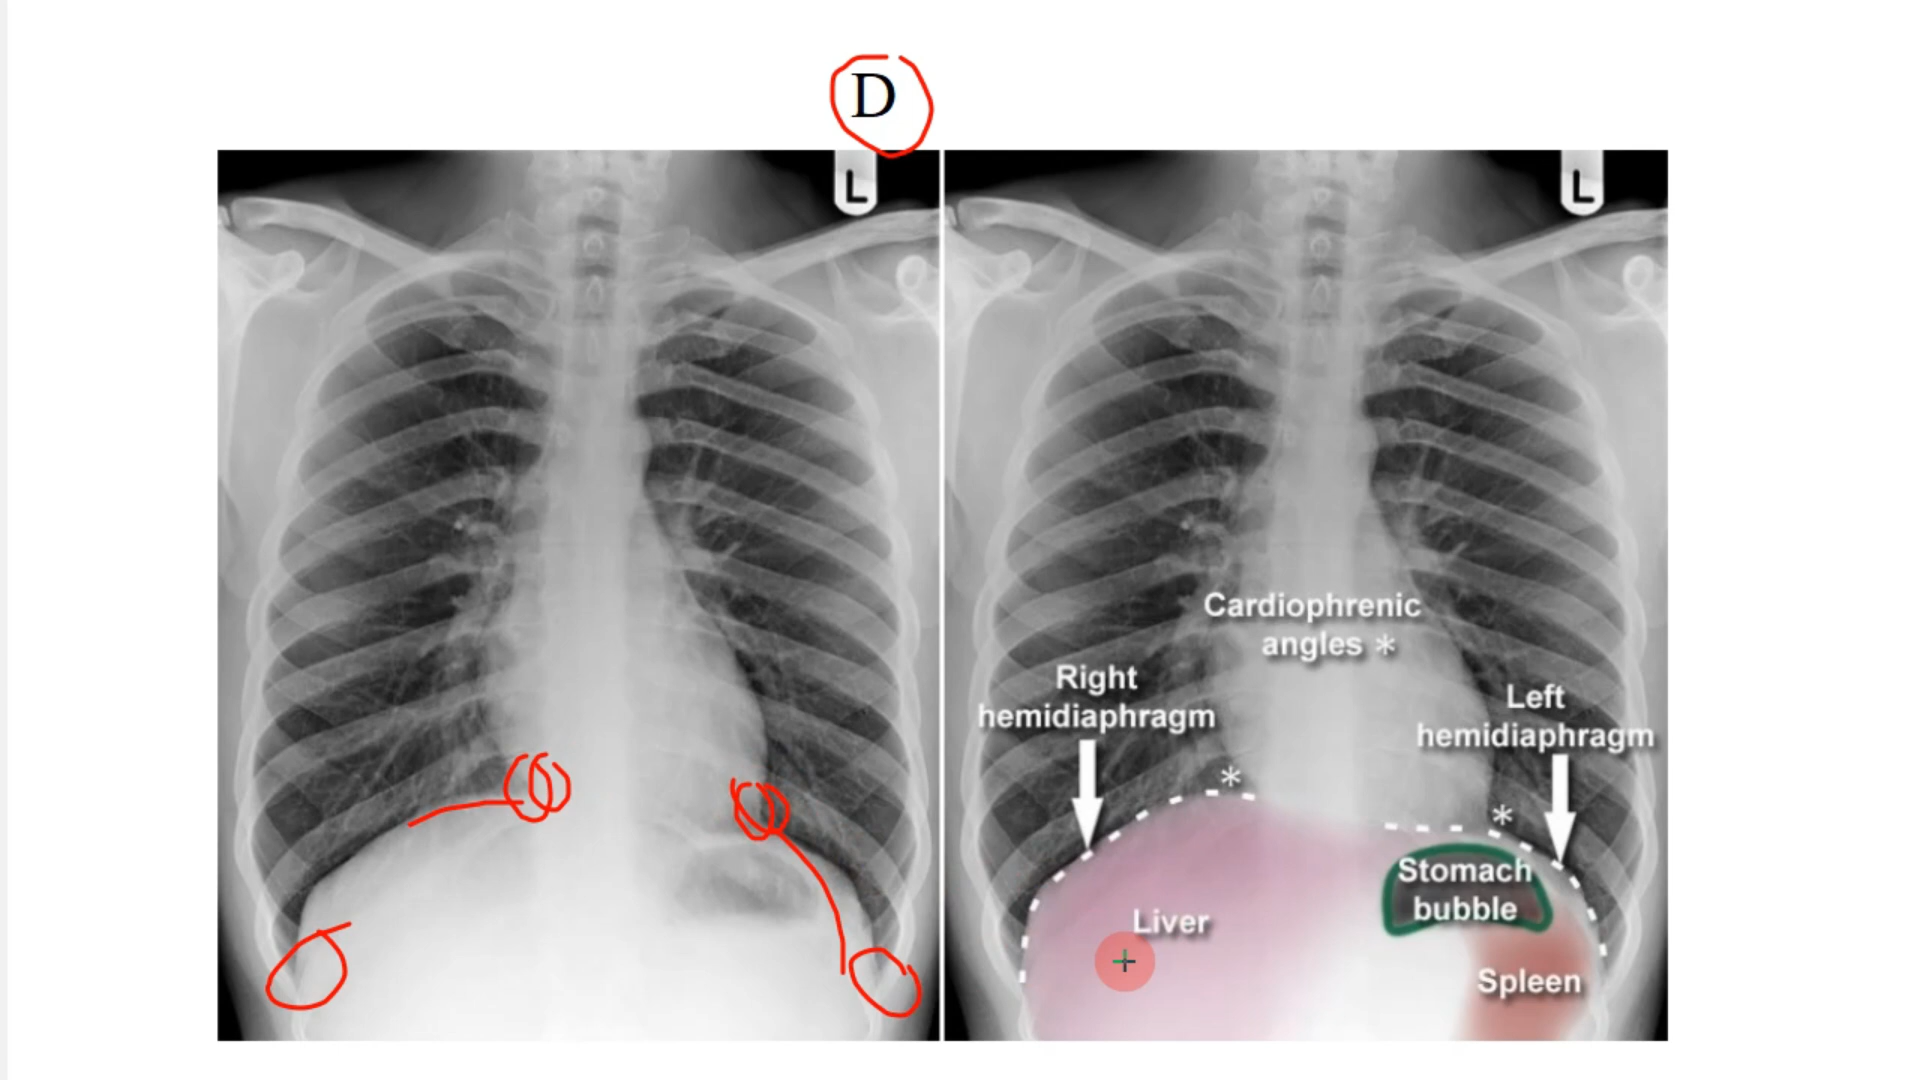 D
L
L
Cardiophrenic
angles *
Right
hemidiaphragm
Left
hemidiaphragm
*
*
Stomach
bubble
Liver
Spleen